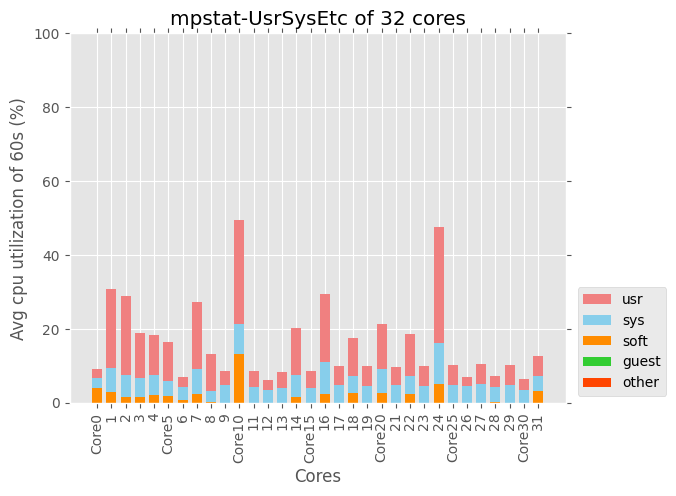 mpstat-UsrSysEtc of 32 cores
Avg cpu utilization of 60s (%)
100
80
60
40
20
0
Core0
1
2
3
4
Core5
6
7
8
9
Core10
11
12
13
14
Core15
16
17
18
19
Core20
21
22
23
24
Core25
26
27
28
29
Core30
31
Cores
usr
sys
soft
guest
other